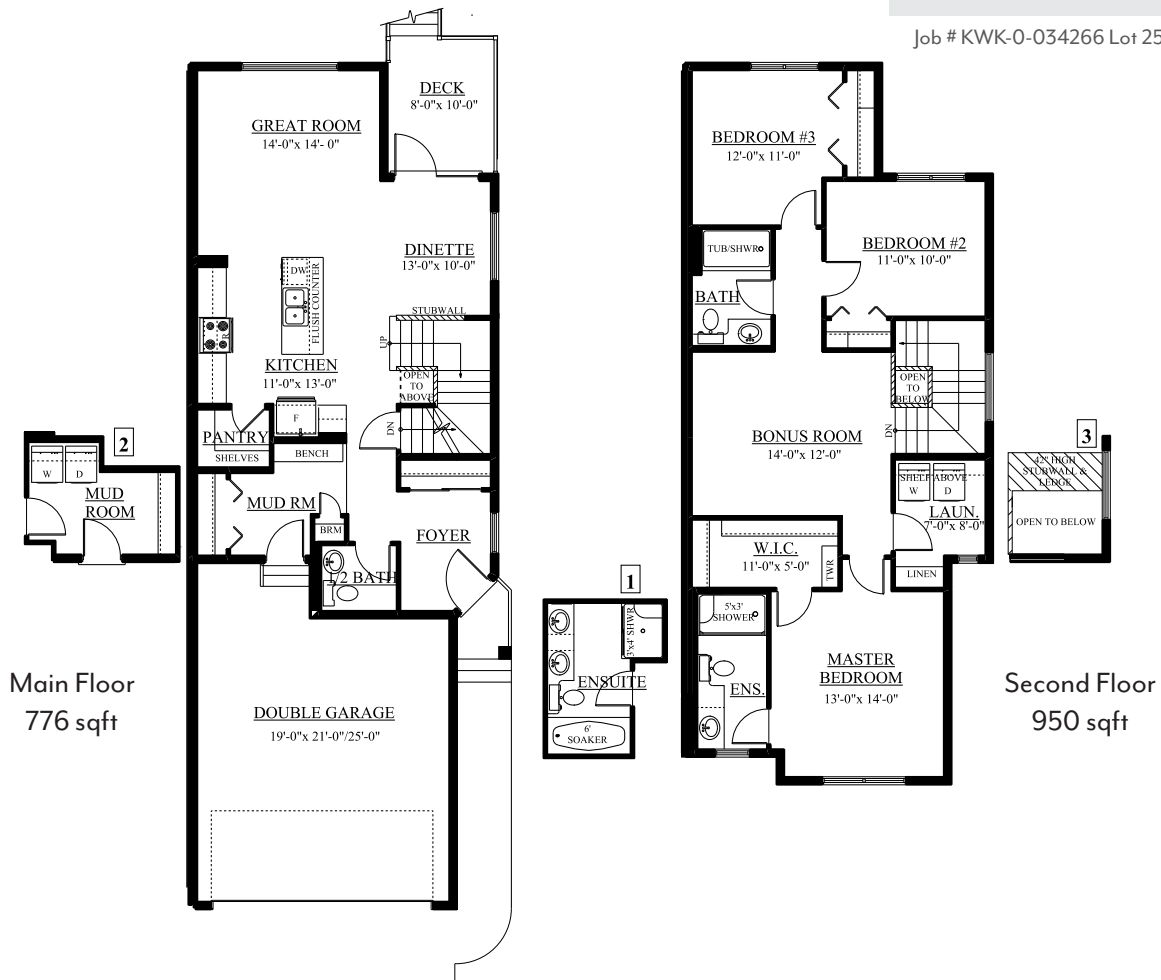 Job # KWK-0-034266 Lot 25
DECK
8'-0"x 10'-0"
GREAT ROOM
14'-0"x 14'- 0"
DINETTE
13'-0"x 10'-0"
DW
FLUSH COUNTER
STUBWALL
R
UP
KITCHEN
11'-0"x 13'-0"
OPEN
TO
ABOVE
F
DN
PANTRY
SHELVES
BENCH
MUD RM
BRM
FOYER
1/2 BATH
DOUBLE GARAGE
19'-0"x 21'-0"/25'-0"
2
W
D
MUD
ROOM
Main Floor
776 sqft
1
3'x4' SHWR
ENSUITE
6'
SOAKER
BEDROOM #3
12'-0"x 11'-0"
BEDROOM #2
11'-0"x 10'-0"
TUB/SHWR
BATH
OPEN
TO
BELOW
DN
BONUS ROOM
14'-0"x 12'-0"
SHELF ABOVE
W
D
LAUN.
7'-0"x 8'-0"
LINEN
W.I.C.
11'-0"x 5'-0"
TWR
5'x3'
SHOWER
ENS.
MASTER
BEDROOM
13'-0"x 14'-0"
3
42" HIGH
STUBWALL &
LEDGE
OPEN TO BELOW
Second Floor
950 sqft